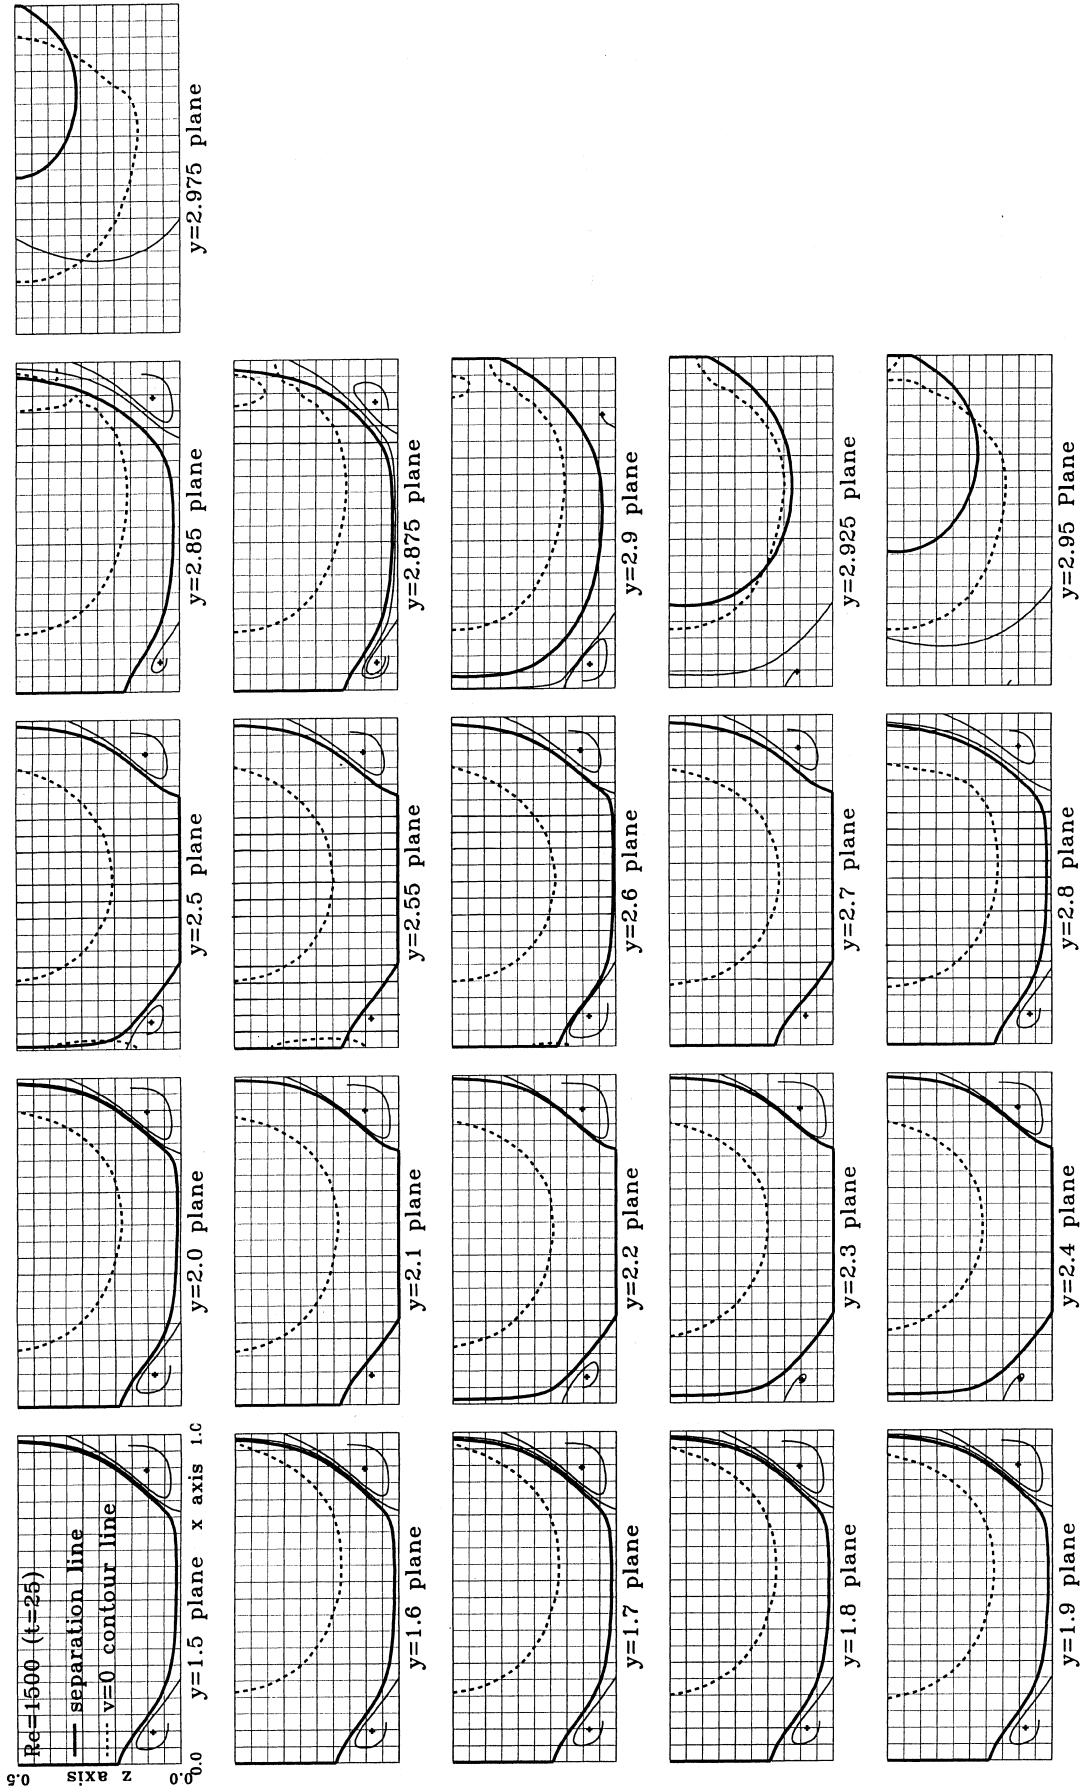 Re=1500 (t=25)
separation line
v=0 contour line
0.5
z axis
0.0
0.0
y=1.5 plane
x axis
1.0
y=1.6 plane
y=1.7 plane
y=1.8 plane
y=1.9 plane
y=2.0 plane
y=2.1 plane
y=2.2 plane
y=2.3 plane
y=2.4 plane
y=2.5 plane
y=2.55 plane
y=2.6 plane
y=2.7 plane
y=2.8 plane
y=2.85 plane
y=2.875 plane
y=2.9 plane
y=2.925 plane
y=2.95 Plane
y=2.975 plane